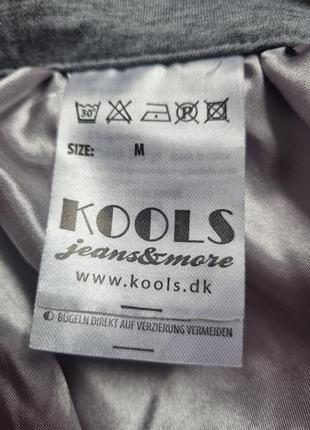 30
P
SIZE: M
KOOLS
jeans&more
www.kools.dk
BÜGELN DIREKT AUF VERZIERUNG VERMEIDEN